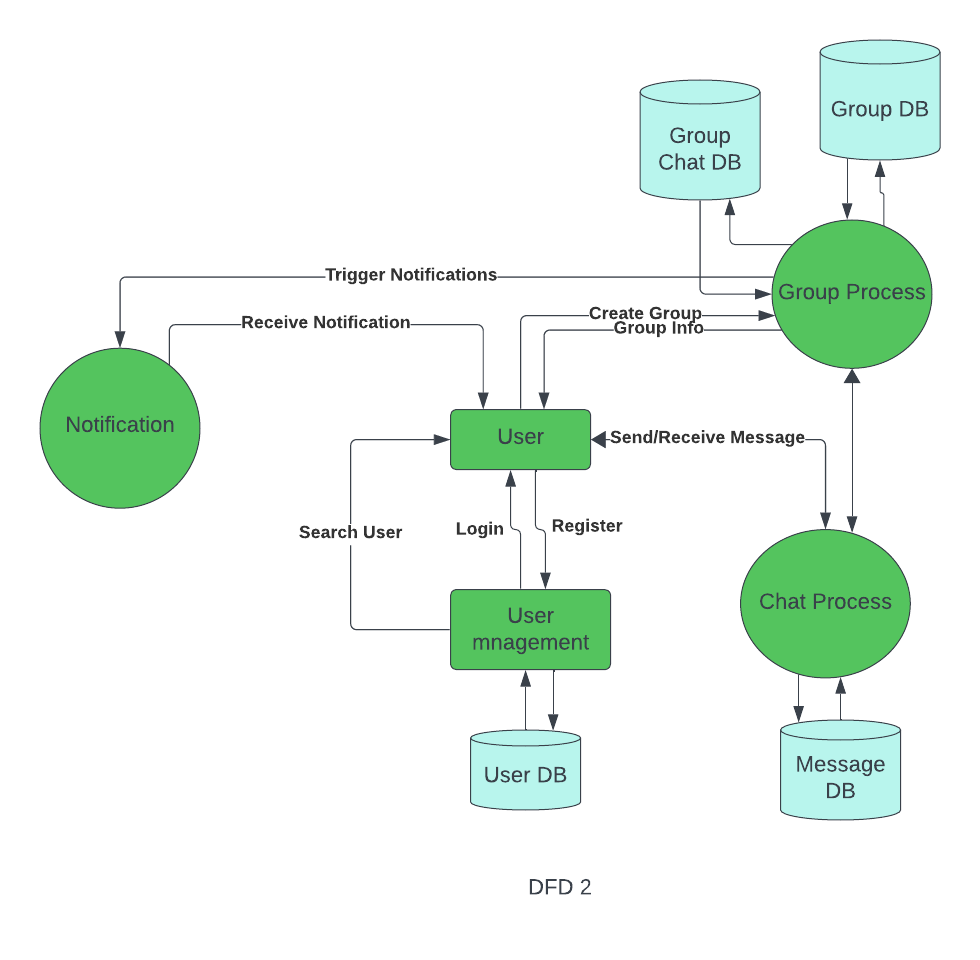 Group DB
Group
Chat DB
Trigger Notifications
Group Process
Receive Notification
Create Group
Group Info
Notification
User
Send/Receive Message
Search User
Login
Register
User
mnagement
Chat Process
User DB
Message
DB
DFD 2